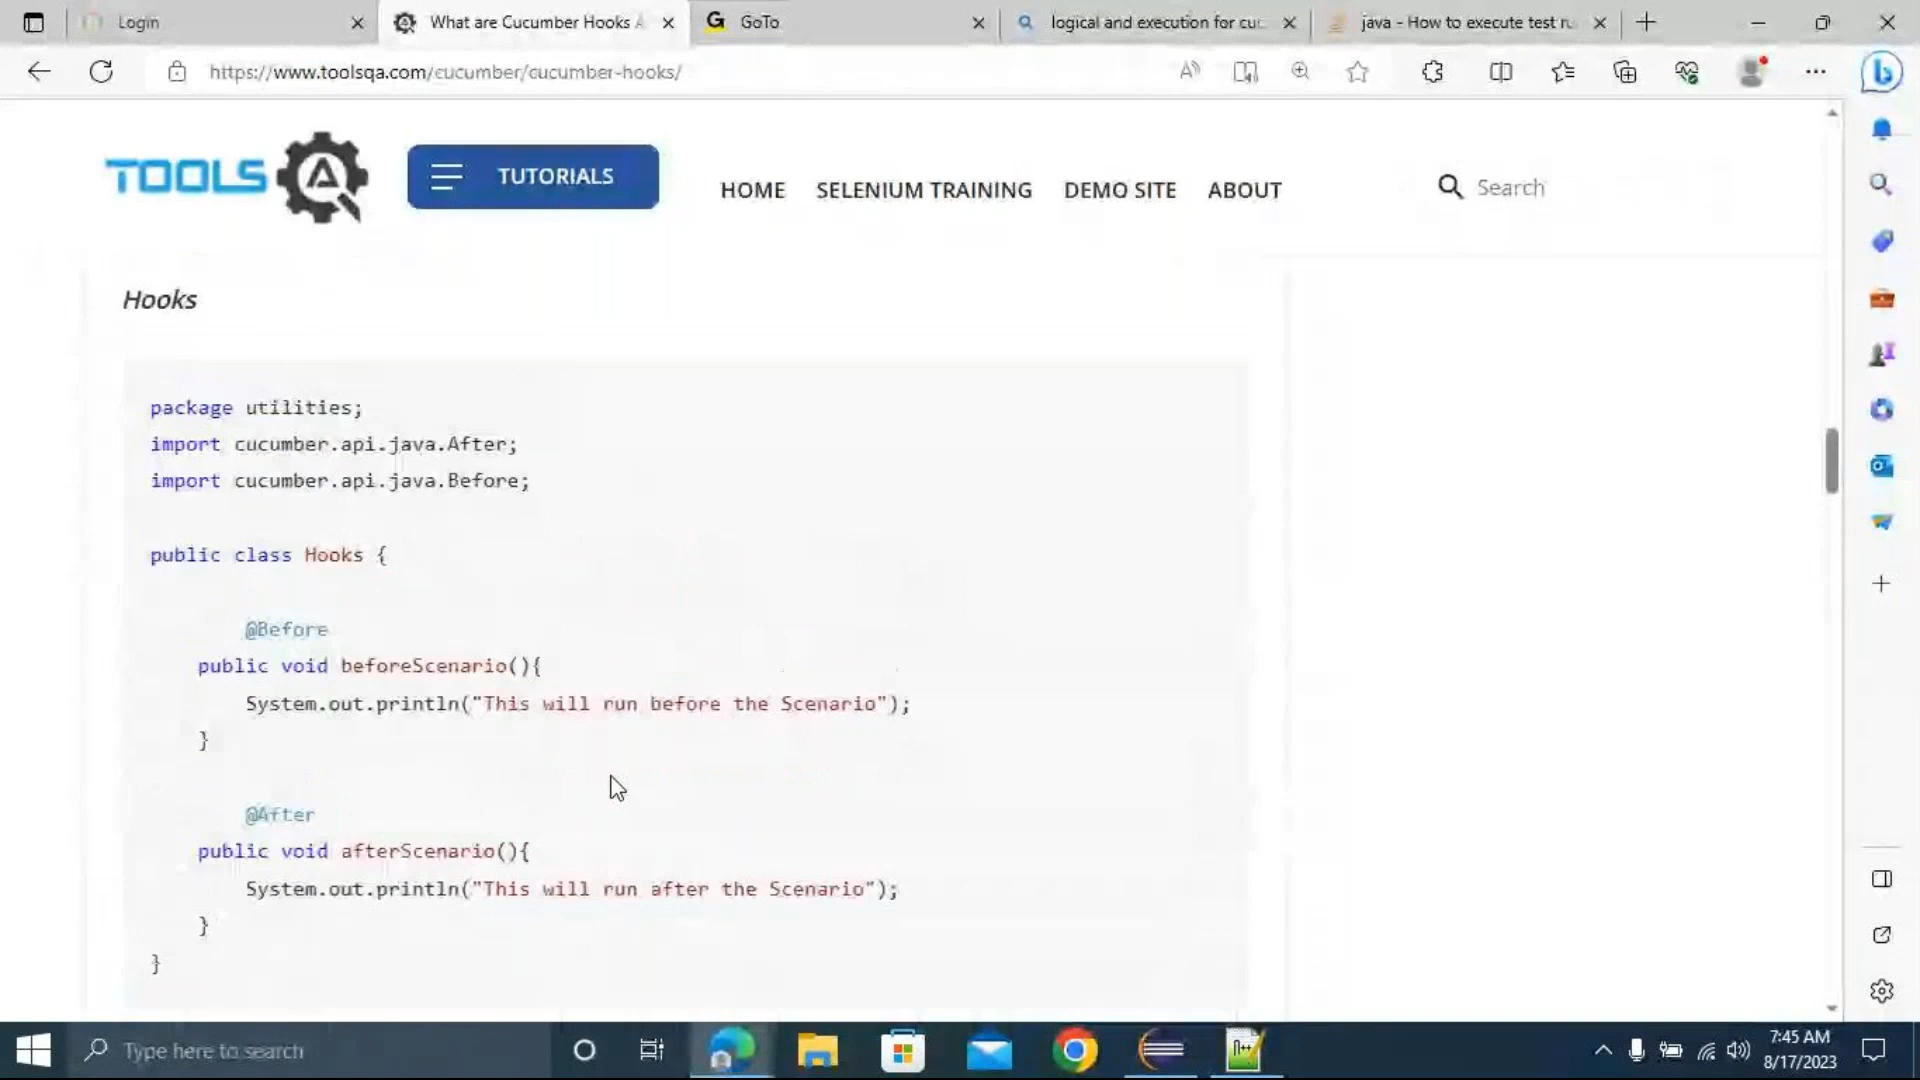 Login
What are Cucumber Hooks
GoTo
logical and execution for cuc
java - How to execute test ru
https://www.toolsqa.com/cucumber/cucumber-hooks/
TOOLS
TUTORIALS
HOME
SELENIUM TRAINING
DEMO SITE
ABOUT
Search
Hooks
package utilities;
import cucumber.api.java.After;
import cucumber.api.java.Before;
public class Hooks {
@Before
public void beforeScenario(){
System.out.println("This will run before the Scenario");
}
@After
public void afterScenario(){
System.out.println("This will run after the Scenario");
}
}
Type here to search
7:45 AM
8/17/2023